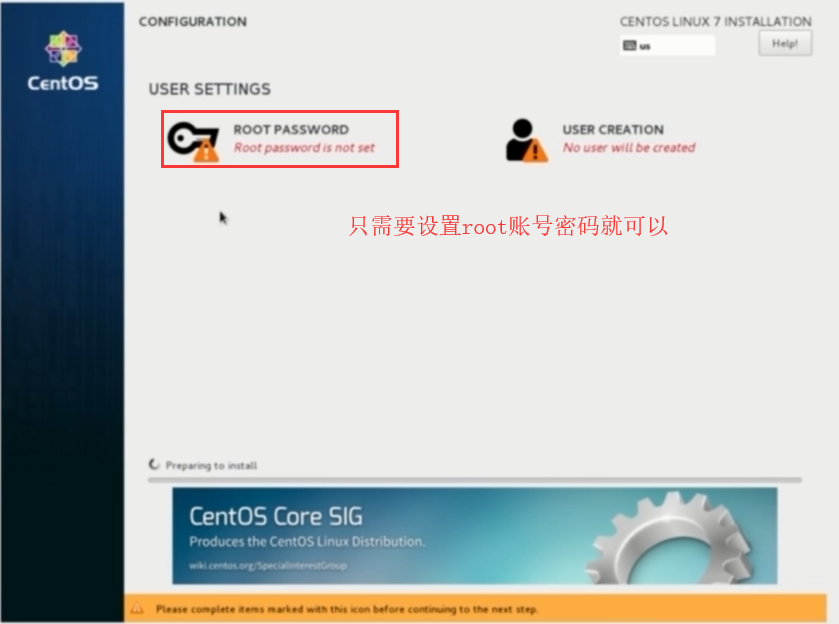 CONFIGURATION
CENTOS LINUX 7 INSTALLATION
us
Help!
CentOS
USER SETTINGS
ROOT PASSWORD
Root password is not set
USER CREATION
No user will be created
只需要设置root账号密码就可以
Preparing to install
CentOS Core SIG
Produces the CentOS Linux Distribution.
wiki.centos.org/SpecialInterestGroup
Please complete items marked with this icon before continuing to the next step.